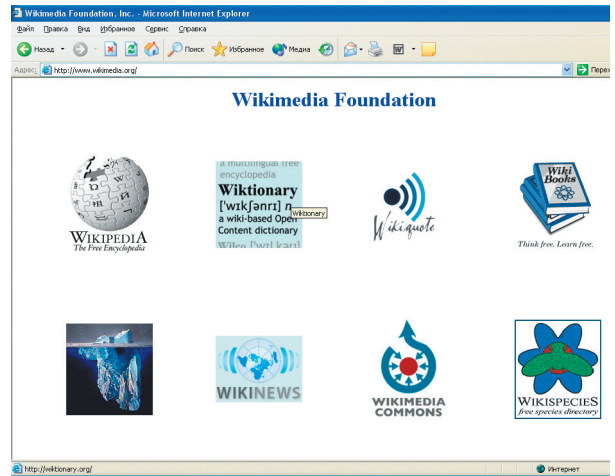 Wikimedia Foundation, Inc. - Microsoft Internet Explorer
Файл Правка Вид Избранное Сервис Справка
Назад Поиск Избранное Медиа
Адрес: http://www.wikimedia.org/
Wikimedia Foundation
WIKIPEDIA
The Free Encyclopedia
a multilingual free
encyclopedia
Wiktionary
['wɪkʃənrɪ] n
a wiki-based Open
Content dictionary
Wiktionary
Wikiquote
Wiki
Books
Think free. Learn free.
WIKINEWS
WIKIMEDIA
COMMONS
WIKISPECIES
free species directory
http://wiktionary.org/
Интернет